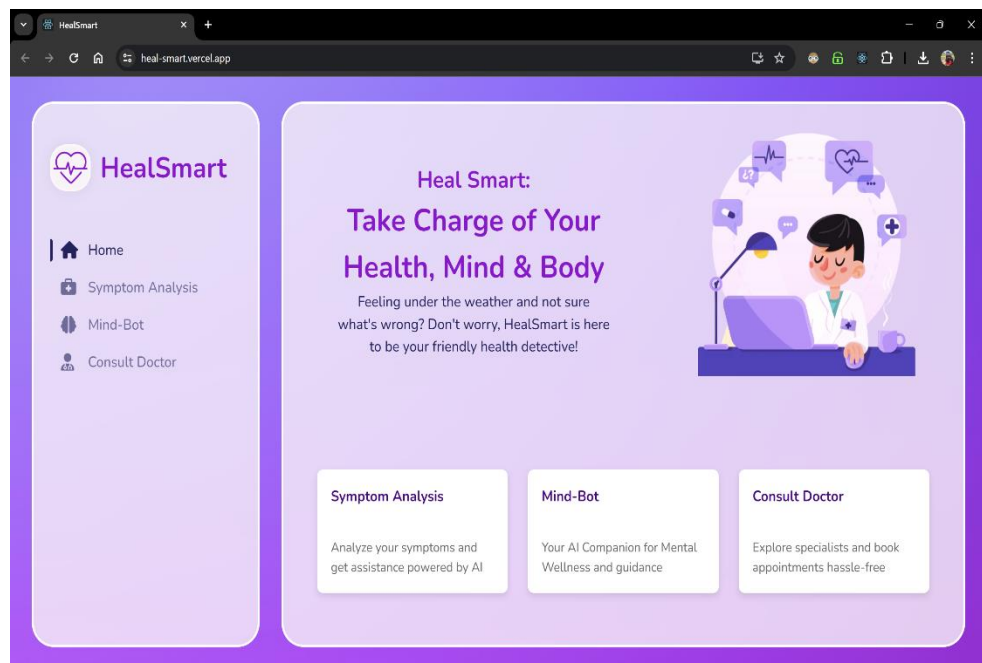 HealSmart
heal-smart.vercel.app
HealSmart
Home
Symptom Analysis
Mind-Bot
Consult Doctor
Heal Smart:
Take Charge of Your
Health, Mind & Body
Feeling under the weather and not sure
what's wrong? Don't worry, HealSmart is here
to be your friendly health detective!
¿?
Symptom Analysis
Analyze your symptoms and
get assistance powered by AI
Mind-Bot
Your AI Companion for Mental
Wellness and guidance
Consult Doctor
Explore specialists and book
appointments hassle-free